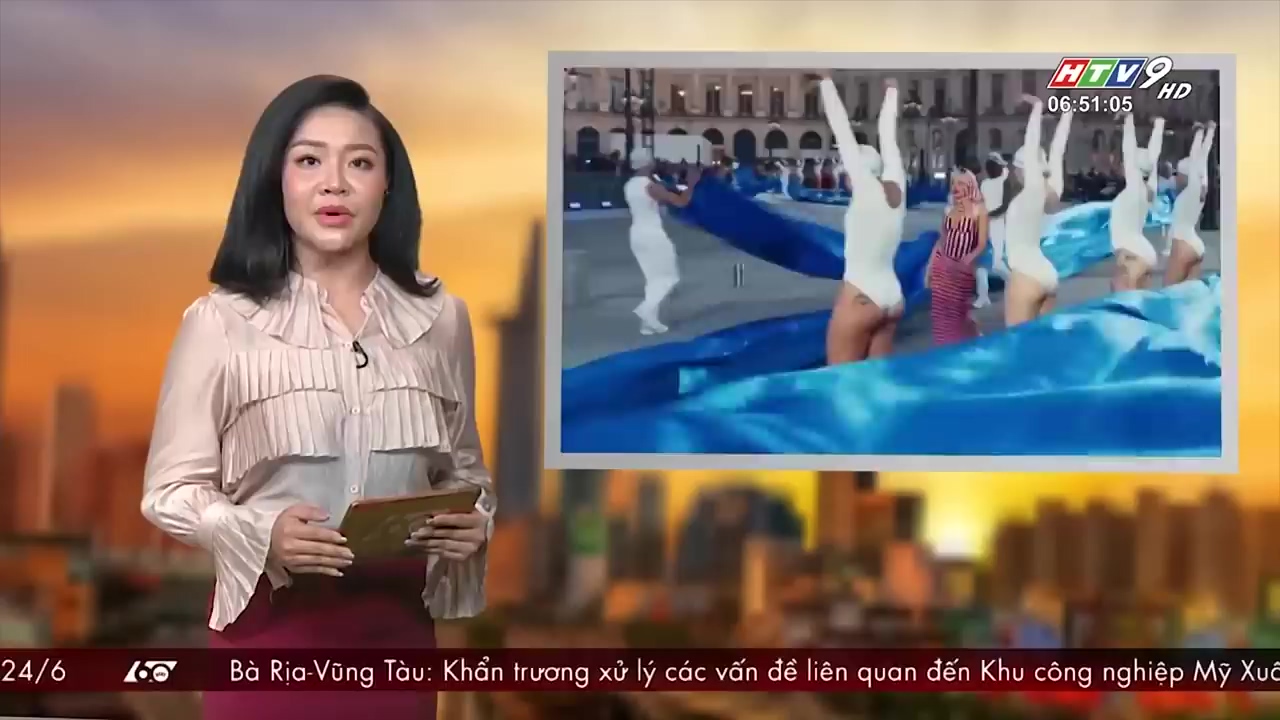 HTV9
HD
06:51:05
24/6 60 Bà Rịa-Vũng Tàu: Khẩn trương xử lý các vấn đề liên quan đến Khu công nghiệp Mỹ